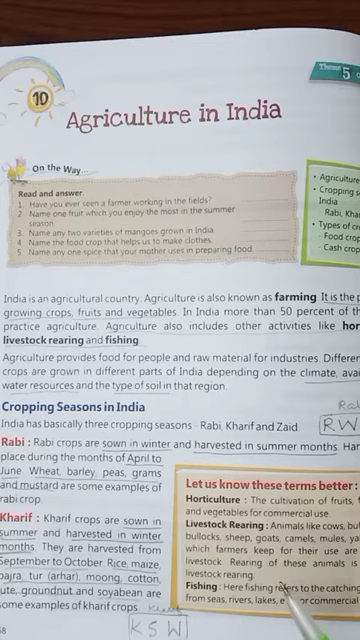 Theme 5
10
Agriculture in India
On the Way...
Read and answer.
1. Have you ever seen a farmer working in the fields?
2. Name one fruit which you enjoy the most in the summer
season.
3. Name any two varieties of mangoes grown in India
4. Name the food crop that helps us to make clothes.
5. Name any spice that your mother uses in preparing food.
• Agriculture
• Cropping
India
Rabi,
• Types of
Food
Cash
India is an agricultural country. Agriculture is also known as farming. It is the
growing crops, fruits and vegetables. In India more than 50 percent of the
practice agriculture. Agriculture also includes other activities like
livestock rearing and fishing.
Agriculture provides food for people and raw material for industries.
crops are grown in different parts of India depending on the climate,
water resources and the type of soil in that region.
Cropping Seasons in India
India has basically three cropping seasons - Rabi, Kharif and Zaid.
RW
Rabi : Rabi crops are sown in winter and harvested in summer months.
place during the months of April to
June. Wheat, barley, peas, grams
and mustard are some examples of
rabi crop.
Kharif : Kharif crops are sown in
summer and harvested in winter
months. They are harvested from
September to October. Rice, maize,
bajra, tur (arhar), moong, cotton,
jute, groundnut and soyabean are
some examples of kharif crops.
KSW
Let us know these terms better :
Horticulture : The cultivation of fruits,
and vegetables for commercial use.
Livestock Rearing : Animals like cows,
bullocks, sheep, goats, camels, mules,
which farmers keep for their use are
livestock. Rearing of these animals is
livestock rearing.
Fishing : Here fishing refers to the catching
from seas, rivers, lakes, for commercial